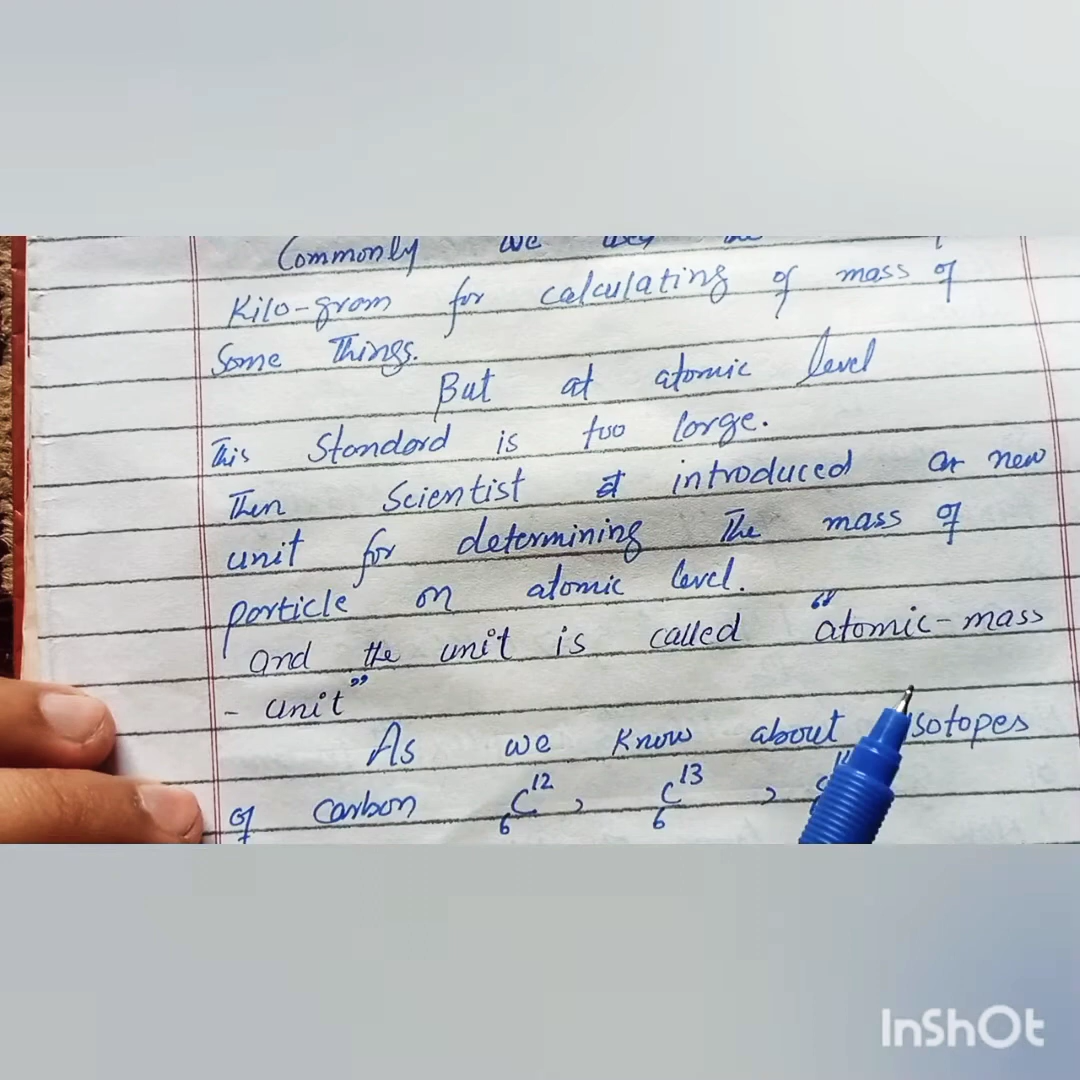 Commonly we
Kilo-gram for calculating of mass of
Some Things.
But at atomic level
This Standard is too large.
Then Scientist introduced a new
unit for determining The mass of
particle on atomic level.
and the unit is called "atomic-mass
- unit"
As we know about isotopes
of carbon ₆C¹², ₆C¹³,
InShOt